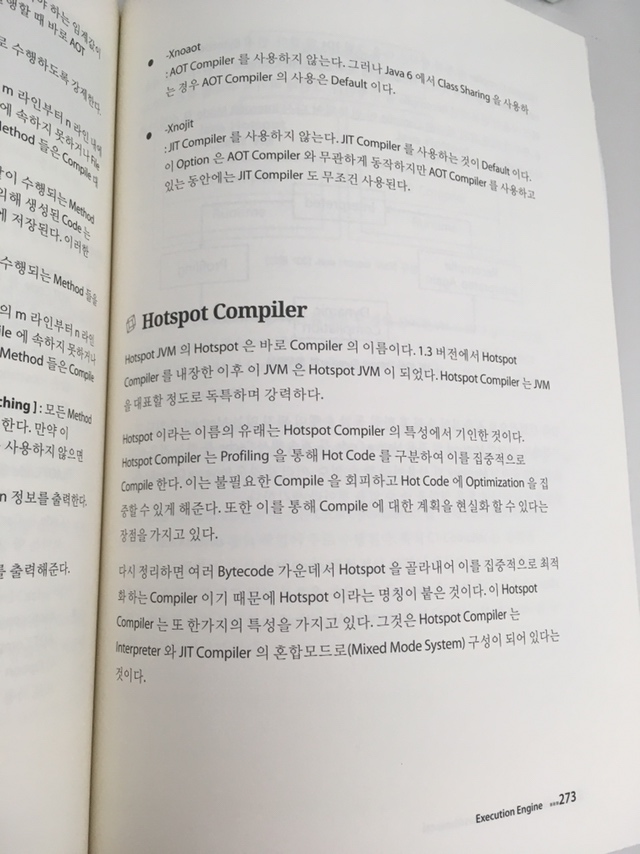 야 하는 임계값이
행할 때 바로 AOT
로 수행하도록 강제한다.
m 라인부터 n 라인 내에
에 속하지 못하거나 File
Method 들은 Compile 되
이 수행되는 Method
의해 생성된 Code 는
에 저장된다. 이러한
수행되는 Method 들을
의 m 라인부터 n 라인
ile 에 속하지 못하거나
Method 들은 Compile
ching ] : 모든 Method
한다. 만약 이
사용하지 않으면
n 정보를 출력한다.
를 출력해준다.
• -Xnoaot
: AOT Compiler 를 사용하지 않는다. 그러나 Java 6 에서 Class Sharing 을 사용하
는 경우 AOT Compiler 의 사용은 Default 이다.
• -Xnojit
: JIT Compiler 를 사용하지 않는다. JIT Compiler 를 사용하는 것이 Default 이다.
이 Option 은 AOT Compiler 와 무관하게 동작하지만 AOT Compiler 를 사용하고
있는 동안에는 JIT Compiler 도 무조건 사용된다.
Hotspot Compiler
Hotspot JVM 의 Hotspot 은 바로 Compiler 의 이름이다. 1.3 버전에서 Hotspot
Compiler 를 내장한 이후 이 JVM 은 Hotspot JVM 이 되었다. Hotspot Compiler 는 JVM
을 대표할 정도로 독특하며 강력하다.
Hotspot 이라는 이름의 유래는 Hotspot Compiler 의 특성에서 기인한 것이다.
Hotspot Compiler 는 Profiling 을 통해 Hot Code 를 구분하여 이를 집중적으로
Compile 한다. 이는 불필요한 Compile 을 회피하고 Hot Code 에 Optimization 을 집
중할 수 있게 해준다. 또한 이를 통해 Compile 에 대한 계획을 현실화 할 수 있다는
장점을 가지고 있다.
다시 정리하면 여러 Bytecode 가운데서 Hotspot 을 골라내어 이를 집중적으로 최적
화 하는 Compiler 이기 때문에 Hotspot 이라는 명칭이 붙은 것이다. 이 Hotspot
Compiler 는 또 한가지의 특성을 가지고 있다. 그것은 Hotspot Compiler 는
Interpreter 와 JIT Compiler 의 혼합모드로(Mixed Mode System) 구성이 되어 있다는
것이다.
Execution Engine 273